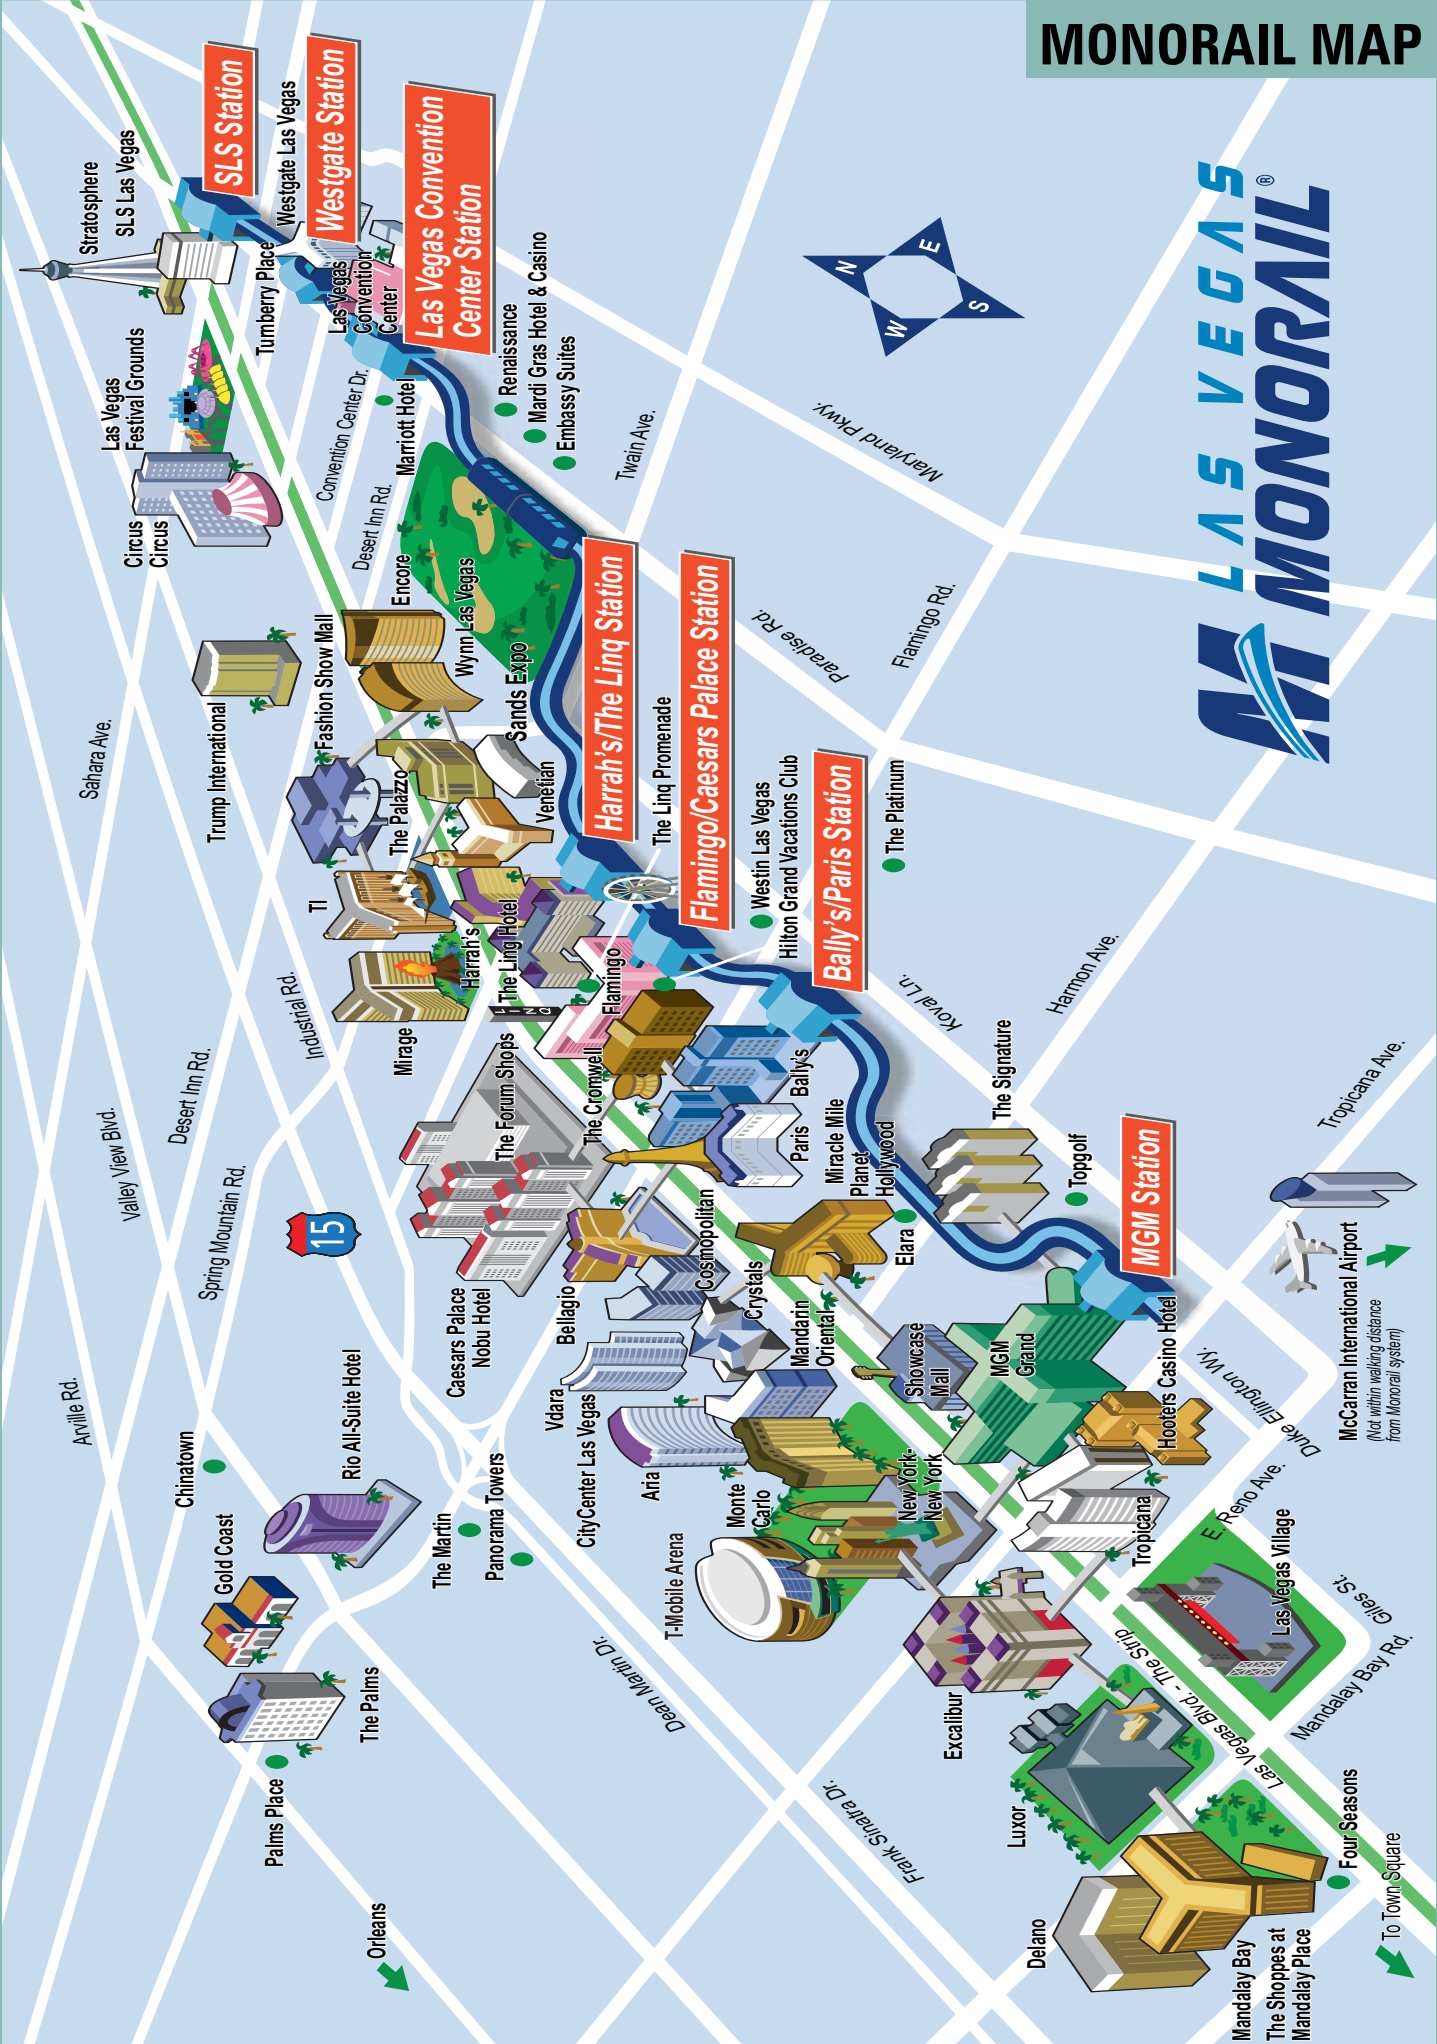 MONORAIL MAP
SLS Station
Westgate Station
Las Vegas Convention
Center Station
Harrah's/The Linq Station
Flamingo/Caesars Palace Station
Bally's/Paris Station
MGM Station
Stratosphere
SLS Las Vegas
Westgate Las Vegas
Turnberry Place
Las Vegas
Convention
Center
Las Vegas
Festival Grounds
Circus
Circus
Convention Center Dr.
Marriott Hotel
Desert Inn Rd.
Renaissance
Mardi Gras Hotel & Casino
Embassy Suites
Twain Ave.
Maryland Pkwy.
N
E
S
W
LAS VEGAS
MONORAIL®
Encore
Wynn Las Vegas
Sands Expo
Fashion Show Mall
Trump International
Sahara Ave.
The Palazzo
Venetian
TI
Mirage
Harrah's
The Linq Hotel
LINQ
Flamingo
The Linq Promenade
Paradise Rd.
Flamingo Rd.
Westin Las Vegas
Hilton Grand Vacations Club
The Platinum
Koval Ln.
Harmon Ave.
Industrial Rd.
Desert Inn Rd.
Valley View Blvd.
Spring Mountain Rd.
15
The Forum Shops
The Cromwell
Bally's
Paris
Miracle Mile
Planet
Hollywood
Elara
The Signature
Topgolf
Tropicana Ave.
Caesars Palace
Nobu Hotel
Bellagio
Cosmopolitan
Crystals
Mandarin
Oriental
Vdara
CityCenter Las Vegas
Aria
Monte
Carlo
Showcase
Mall
MGM
Grand
Hooters Casino Hotel
McCarran International Airport
(Not within walking distance
from Monorail system)
Duke Ellington Wy.
E. Reno Ave.
Giles St.
Arville Rd.
Chinatown
Rio All-Suite Hotel
Gold Coast
The Martin
Panorama Towers
T-Mobile Arena
New York-
New York
Tropicana
Las Vegas Village
Mandalay Bay Rd.
Las Vegas Blvd. - The Strip
Dean Martin Dr.
Frank Sinatra Dr.
The Palms
Palms Place
Orleans
Excalibur
Luxor
Delano
Mandalay Bay
The Shoppes at
Mandalay Place
Four Seasons
To Town Square